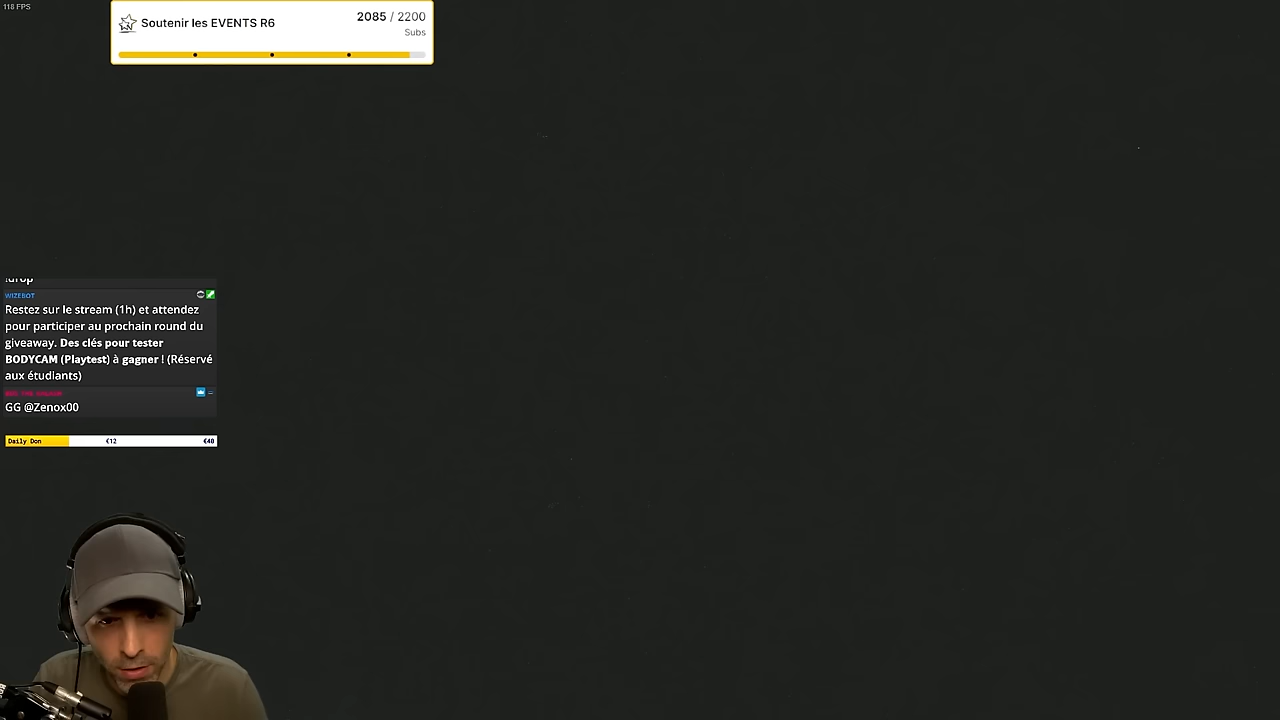 118 FPS
Soutenir les EVENTS R6
2085 / 2200
Subs
!drop
WIZEBOT
Restez sur le stream (1h) et attendez
pour participer au prochain round du
giveaway. Des clés pour tester
BODYCAM (Playtest) à gagner ! (Réservé
aux étudiants)
GG @Zenox00
Daily Don €12 €40